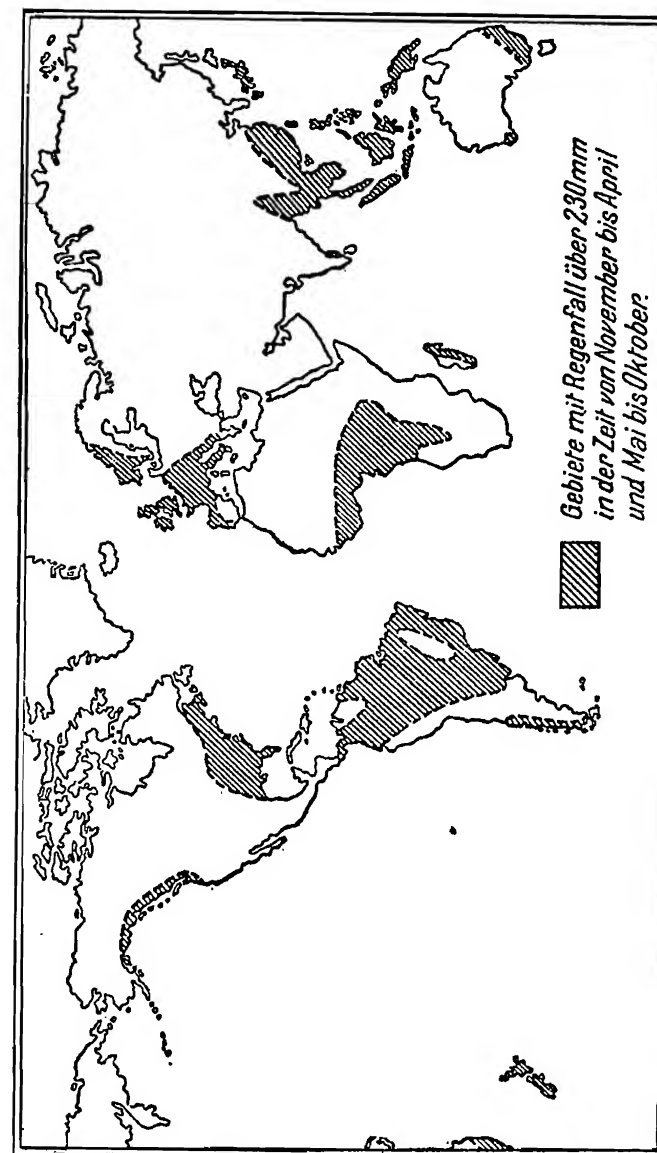 Gebiete mit Regenfall über 230mm
in der Zeit von November bis April
und Mai bis Oktober.